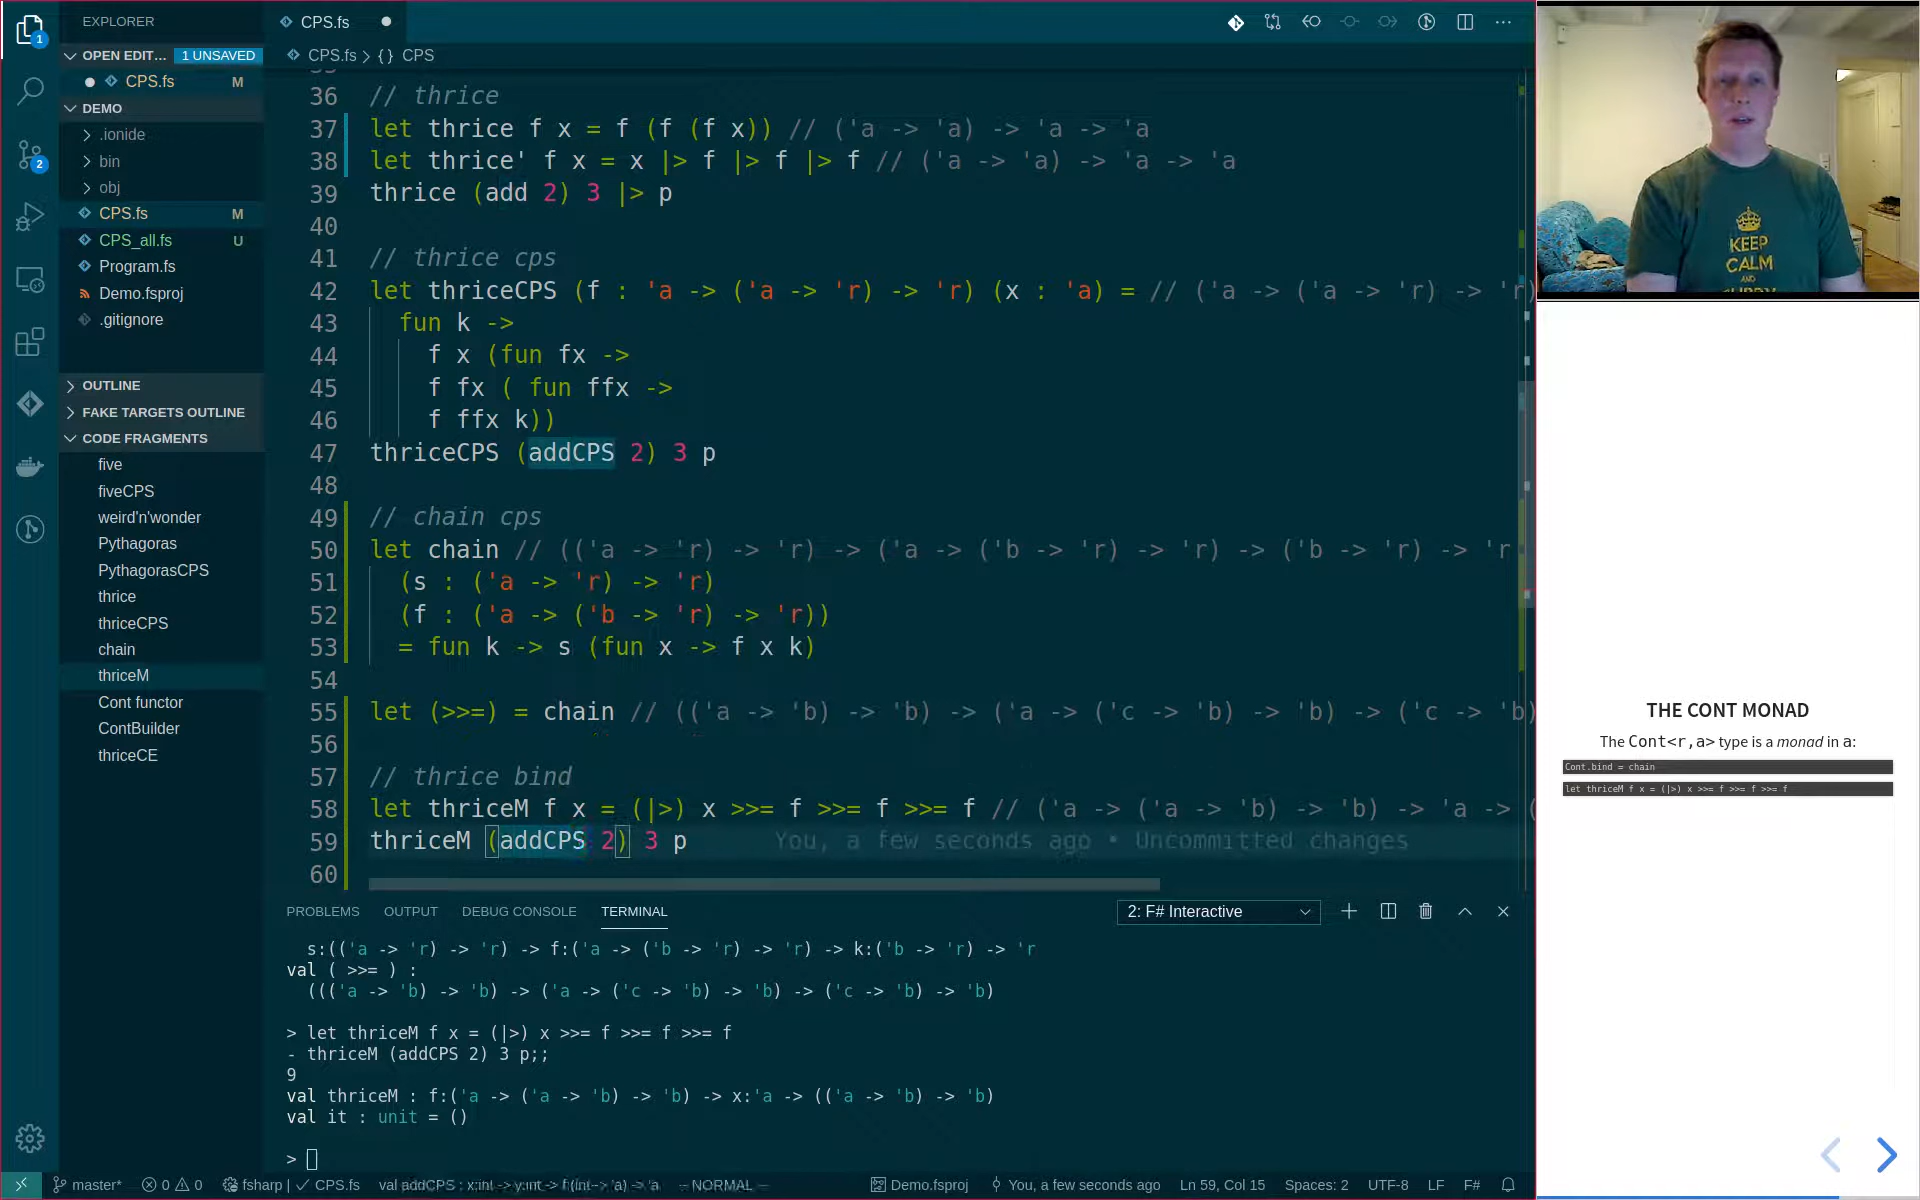 EXPLORER
OPEN EDIT... 1 UNSAVED
CPS.fs M
DEMO
.ionide
bin
obj
CPS.fs M
CPS_all.fs U
Program.fs
Demo.fsproj
.gitignore
OUTLINE
FAKE TARGETS OUTLINE
CODE FRAGMENTS
five
fiveCPS
weird'n'wonder
Pythagoras
PythagorasCPS
thrice
thriceCPS
chain
thriceM
Cont functor
ContBuilder
thriceCE
1
2
CPS.fs
CPS.fs > {} CPS
36 // thrice
37 let thrice f x = f (f (f x)) // ('a -> 'a) -> 'a -> 'a
38 let thrice' f x = x |> f |> f |> f // ('a -> 'a) -> 'a -> 'a
39 thrice (add 2) 3 |> p
40
41 // thrice cps
42 let thriceCPS (f : 'a -> ('a -> 'r) -> 'r) (x : 'a) = // ('a -> ('a -> 'r) -> 'r)
43 fun k ->
44 f x (fun fx ->
45 f fx ( fun ffx ->
46 f ffx k))
47 thriceCPS (addCPS 2) 3 p
48
49 // chain cps
50 let chain // (('a -> 'r) -> 'r) -> ('a -> ('b -> 'r) -> 'r) -> ('b -> 'r) -> 'r
51 (s : ('a -> 'r) -> 'r)
52 (f : ('a -> ('b -> 'r) -> 'r))
53 = fun k -> s (fun x -> f x k)
54
55 let (>>=) = chain // (('a -> 'b) -> 'b) -> ('a -> ('c -> 'b) -> 'b) -> ('c -> 'b)
56
57 // thrice bind
58 let thriceM f x = (|>) x >>= f >>= f >>= f // ('a -> ('a -> 'b) -> 'b) -> 'a -> (
59 thriceM (addCPS 2) 3 p You, a few seconds ago • Uncommitted changes
60
PROBLEMS OUTPUT DEBUG CONSOLE TERMINAL 2: F# Interactive
s:(('a -> 'r) -> 'r) -> f:('a -> ('b -> 'r) -> 'r) -> k:('b -> 'r) -> 'r
val ( >>= ) :
((('a -> 'b) -> 'b) -> ('a -> ('c -> 'b) -> 'b) -> ('c -> 'b) -> 'b)
> let thriceM f x = (|>) x >>= f >>= f >>= f
- thriceM (addCPS 2) 3 p;;
9
val thriceM : f:('a -> ('a -> 'b) -> 'b) -> x:'a -> (('a -> 'b) -> 'b)
val it : unit = ()
>
master* 0 0 fsharp | CPS.fs val addCPS : x:int -> y:int -> f:(int -> 'a) -> 'a -- NORMAL -- Demo.fsproj You, a few seconds ago Ln 59, Col 15 Spaces: 2 UTF-8 LF F#
KEEP
CALM
AND
THE CONT MONAD
The Cont<r,a> type is a monad in a:
Cont.bind = chain
let thriceM f x = (|>) x >>= f >>= f >>= f